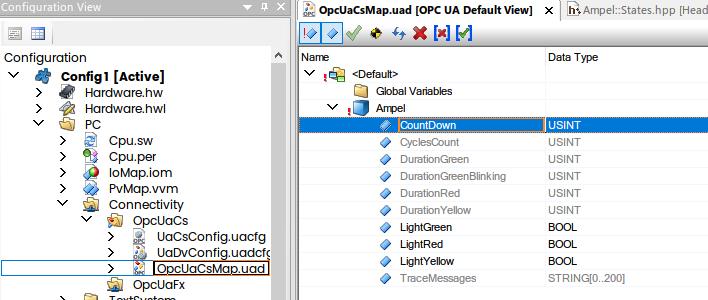 Configuration View
Configuration
Config1 [Active]
Hardware.hw
Hardware.hwl
PC
Cpu.sw
Cpu.per
IoMap.iom
PvMap.vvm
Connectivity
OpcUaCs
UaCsConfig.uacfg
UaDvConfig.uadcfg
OpcUaCsMap.uad
OpcUaFx
OpcUaCsMap.uad [OPC UA Default View]
Ampel::States.hpp [Head
Name Data Type
<Default>
Global Variables
Ampel
CountDown USINT
CyclesCount USINT
DurationGreen USINT
DurationGreenBlinking USINT
DurationRed USINT
DurationYellow USINT
LightGreen BOOL
LightRed BOOL
LightYellow BOOL
TraceMessages STRING[0..200]